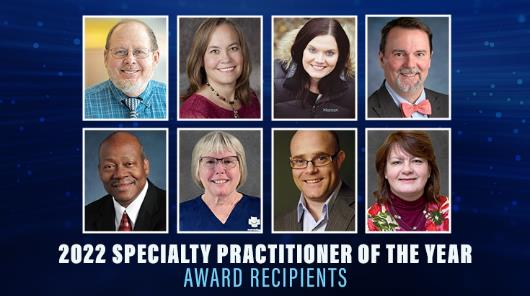 2022 SPECIALTY PRACTITIONER OF THE YEAR
AWARD RECIPIENTS